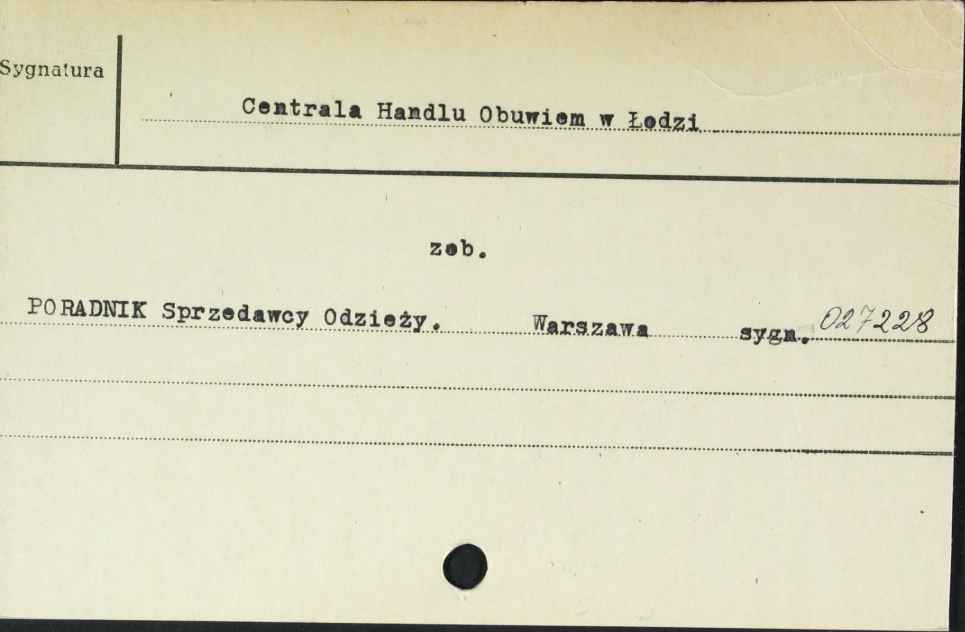 Sygnatura
Centrala Handlu Obuwiem w Łodzi
zob.
PORADNIK Sprzedawcy Odzieży. Warszawa sygn. 027228